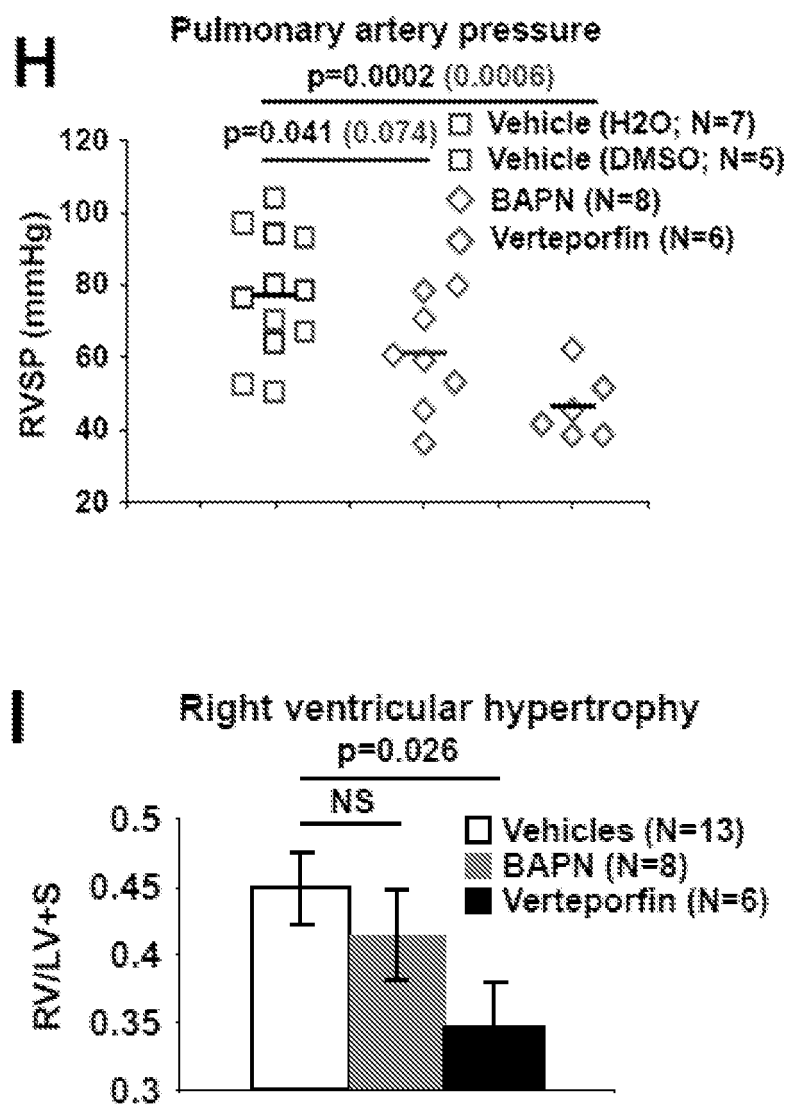 H
Pulmonary artery pressure
p=0.0002 (0.0006)
p=0.041 (0.074)
Vehicle (H2O; N=7)
Vehicle (DMSO; N=5)
BAPN (N=8)
Verteporfin (N=6)
RVSP (mmHg)
120
100
80
60
40
20
I
Right ventricular hypertrophy
p=0.026
NS
Vehicles (N=13)
BAPN (N=8)
Verteporfin (N=6)
RV/LV+S
0.5
0.45
0.4
0.35
0.3